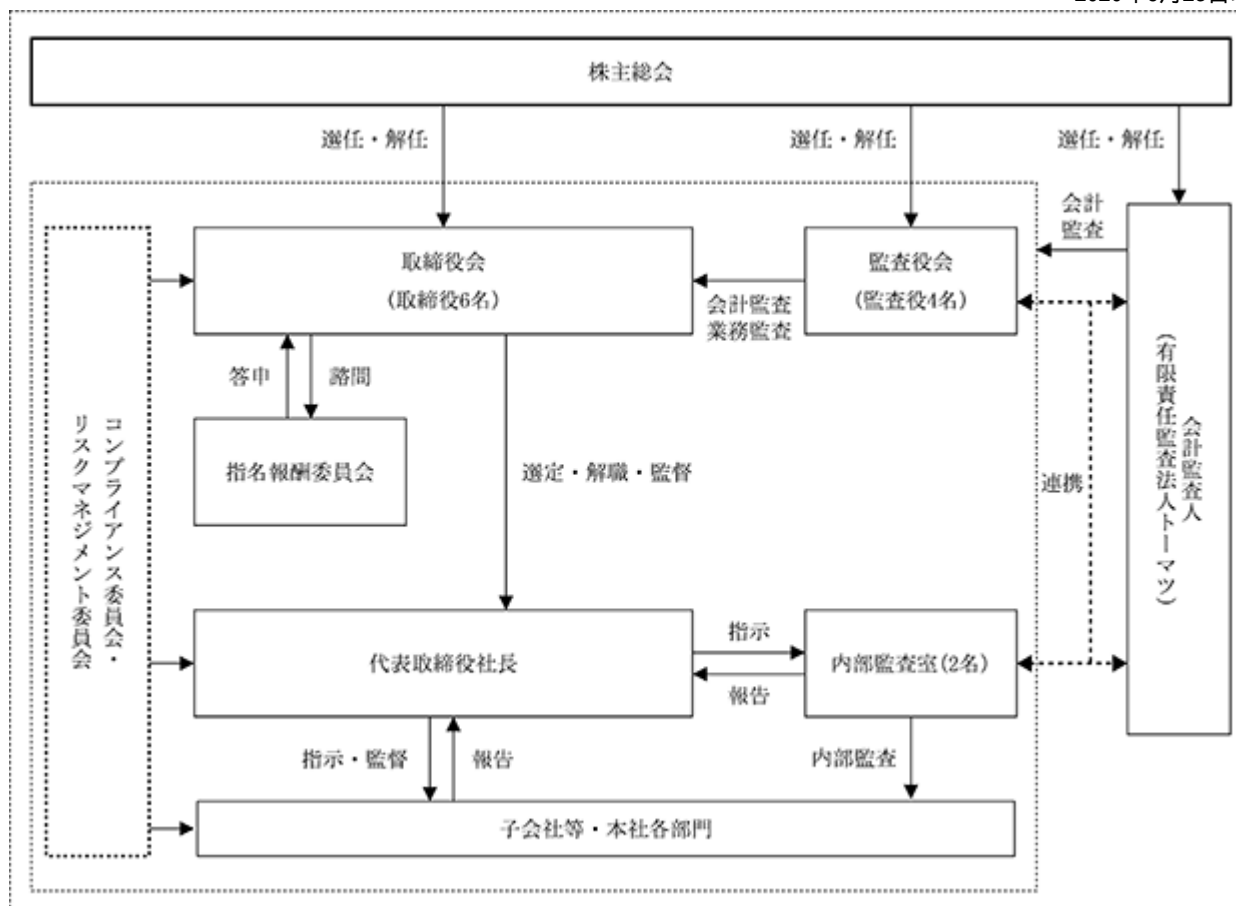 株主総会
選任・解任
選任・解任
選任・解任
会計
監査
取締役会
(取締役6名)
監査役会
(監査役4名)
会計監査
業務監査
答申
諮問
指名報酬委員会
選定・解職・監督
連携
会計監査人
(有限責任監査法人トーマツ)
コンプライアンス委員会・
リスクマネジメント委員会
代表取締役社長
指示
報告
内部監査室(2名)
指示・監督
報告
内部監査
子会社等・本社各部門